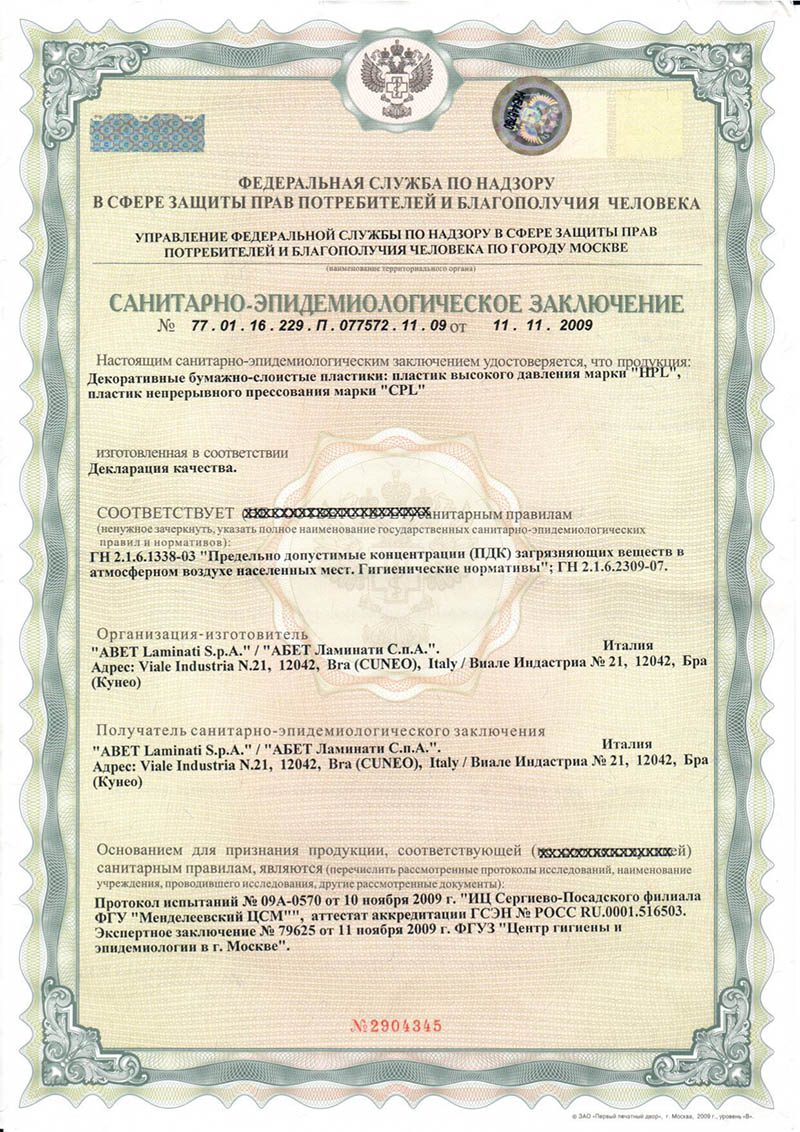 ФЕДЕРАЛЬНАЯ СЛУЖБА ПО НАДЗОРУ
В СФЕРЕ ЗАЩИТЫ ПРАВ ПОТРЕБИТЕЛЕЙ И БЛАГОПОЛУЧИЯ ЧЕЛОВЕКА
УПРАВЛЕНИЕ ФЕДЕРАЛЬНОЙ СЛУЖБЫ ПО НАДЗОРУ В СФЕРЕ ЗАЩИТЫ ПРАВ
ПОТРЕБИТЕЛЕЙ И БЛАГОПОЛУЧИЯ ЧЕЛОВЕКА ПО ГОРОДУ МОСКВЕ
(наименование территориального органа)
САНИТАРНО-ЭПИДЕМИОЛОГИЧЕСКОЕ ЗАКЛЮЧЕНИЕ
№ 77.01.16.229.П.077572.11.09 от 11.11.2009
Настоящим санитарно-эпидемиологическим заключением удостоверяется, что продукция:
Декоративные бумажно-слоистые пластики: пластик высокого давления марки "HPL",
пластик непрерывного прессования марки "CPL"
изготовленная в соответствии
Декларация качества.
СООТВЕТСТВУЕТ (ХХХХХХХХХХХХХХХХХХХ санитарным правилам
(ненужное зачеркнуть, указать полное наименование государственных санитарно-эпидемиологических
правил и нормативов):
ГН 2.1.6.1338-03 "Предельно допустимые концентрации (ПДК) загрязняющих веществ в
атмосферном воздухе населенных мест. Гигиенические нормативы"; ГН 2.1.6.2309-07.
Организация-изготовитель
"ABET Laminati S.p.A." / "АБЕТ Ламинати С.п.А.". Италия
Адрес: Viale Industria N.21, 12042, Bra (CUNEO), Italy / Виале Индастриа № 21, 12042, Бра
(Кунео)
Получатель санитарно-эпидемиологического заключения
"ABET Laminati S.p.A." / "АБЕТ Ламинати С.п.А.". Италия
Адрес: Viale Industria N.21, 12042, Bra (CUNEO), Italy / Виале Индастриа № 21, 12042, Бра
(Кунео)
Основанием для признания продукции, соответствующей (ХХХХХХХХХХХХХХХей)
санитарным правилам, являются (перечислить рассмотренные протоколы исследований, наименование
учреждения, проводившего исследования, другие рассмотренные документы):
Протокол испытаний № 09А-0570 от 10 ноября 2009 г. "ИЦ Сергиево-Посадского филиала
ФГУ "Менделеевский ЦСМ"", аттестат аккредитации ГСЭН № РОСС RU.0001.516503.
Экспертное заключение № 79625 от 11 ноября 2009 г. ФГУЗ "Центр гигиены и
эпидемиологии в г. Москве".
№2904345
© ЗАО «Первый печатный двор», г. Москва, 2009 г., уровень «В».